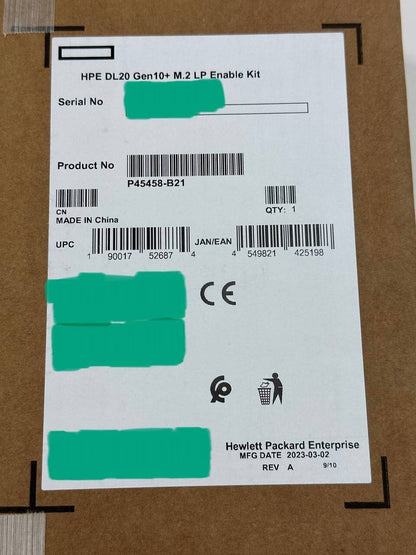 HPE DL20 Gen10+ M.2 LP Enable Kit
Serial No
Product No
P45458-B21
CN
MADE IN China
QTY: 1
UPC 1 90017 52687 4 JAN/EAN 4 549821 425198
CE
Hewlett Packard Enterprise
MFG DATE 2023-03-02
REV A 9/10